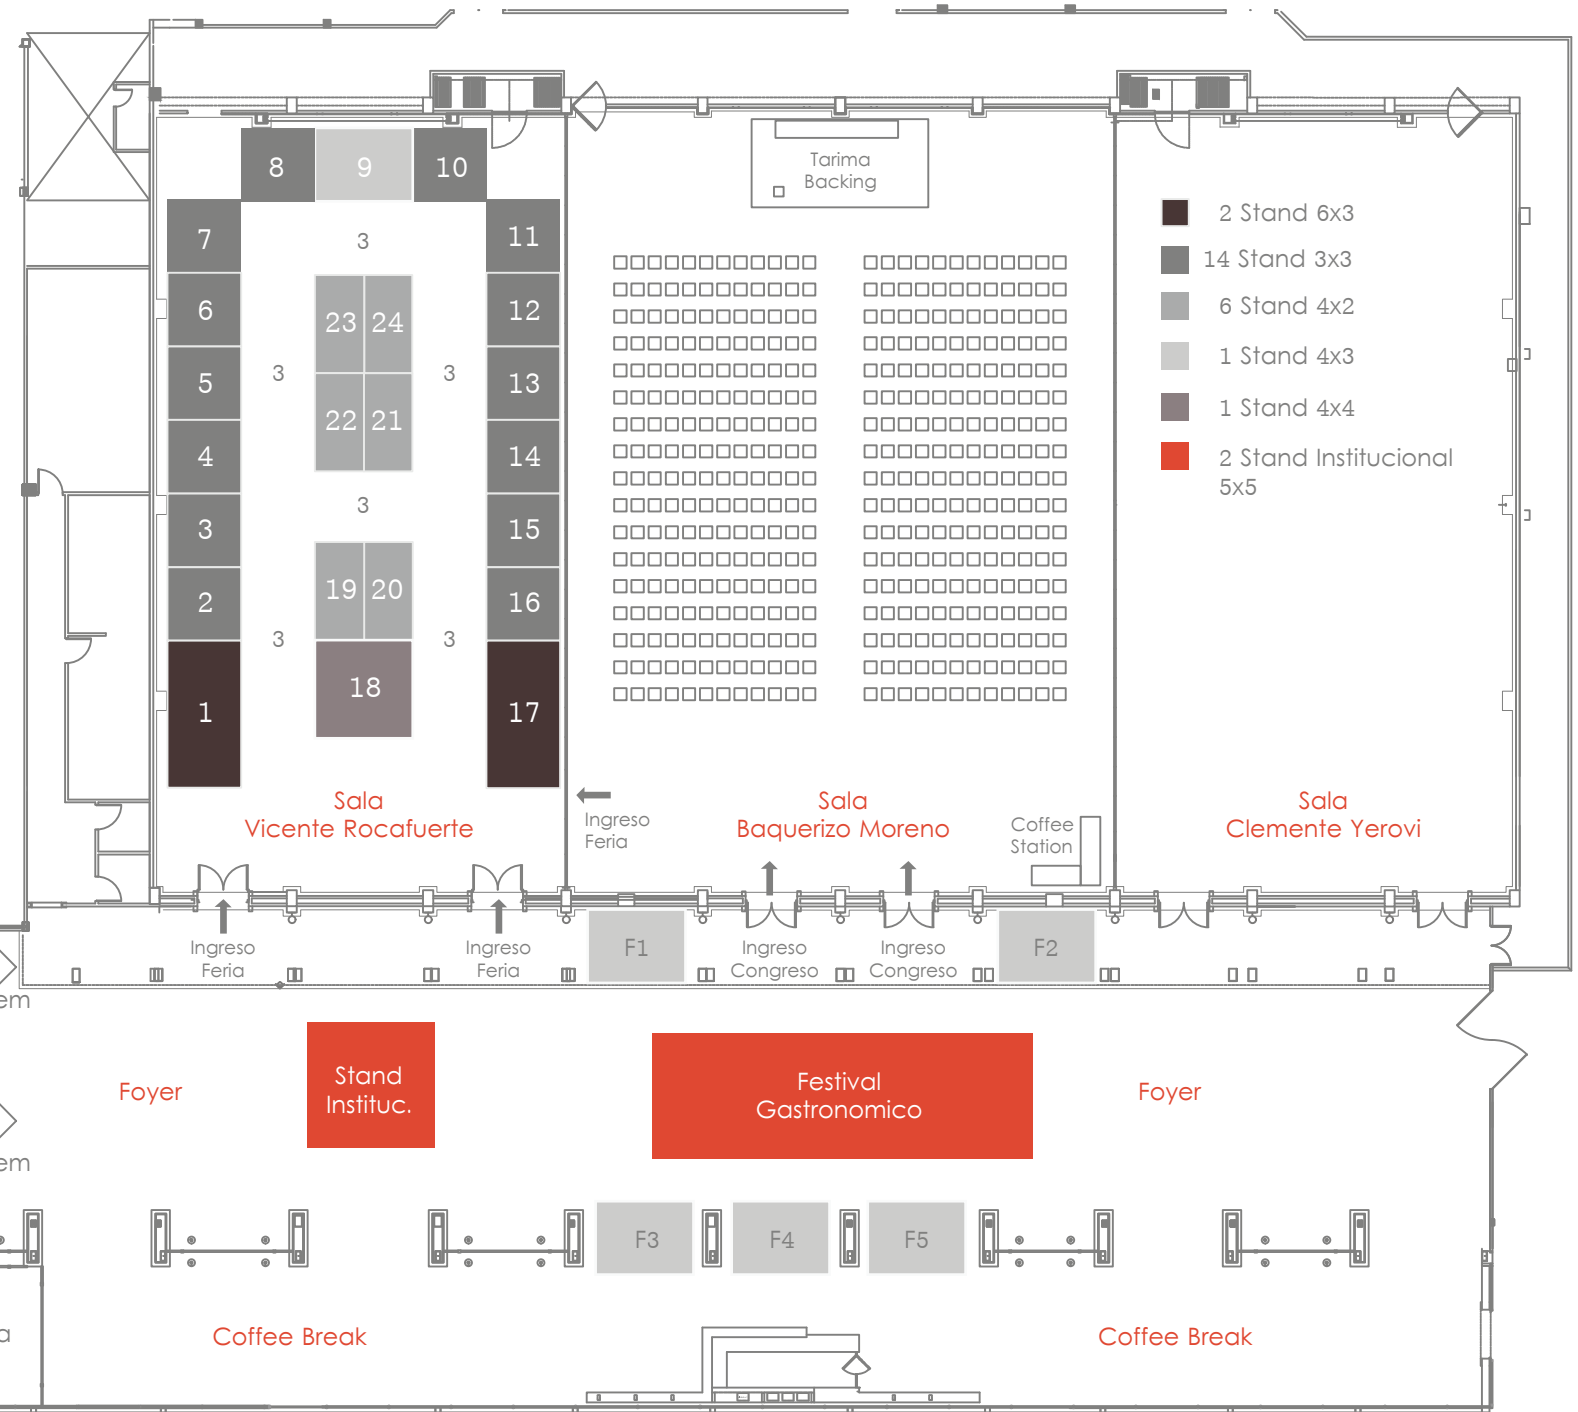 Tarima
Backing
8
9
10
7
3
11
6
23
24
12
5
3
3
13
22
21
4
14
3
3
15
2
19
20
16
3
3
1
18
17
2 Stand 6x3
14 Stand 3x3
6 Stand 4x2
1 Stand 4x3
1 Stand 4x4
2 Stand Institucional
5x5
Sala
Vicente Rocafuerte
Ingreso
Feria
Sala
Baquerizo Moreno
Coffee
Station
Sala
Clemente Yerovi
Ingreso
Feria
Ingreso
Feria
F1
Ingreso
Congreso
Ingreso
Congreso
F2
em
Foyer
Stand
Instituc.
Festival
Gastronomico
Foyer
em
F3
F4
F5
a
Coffee Break
Coffee Break